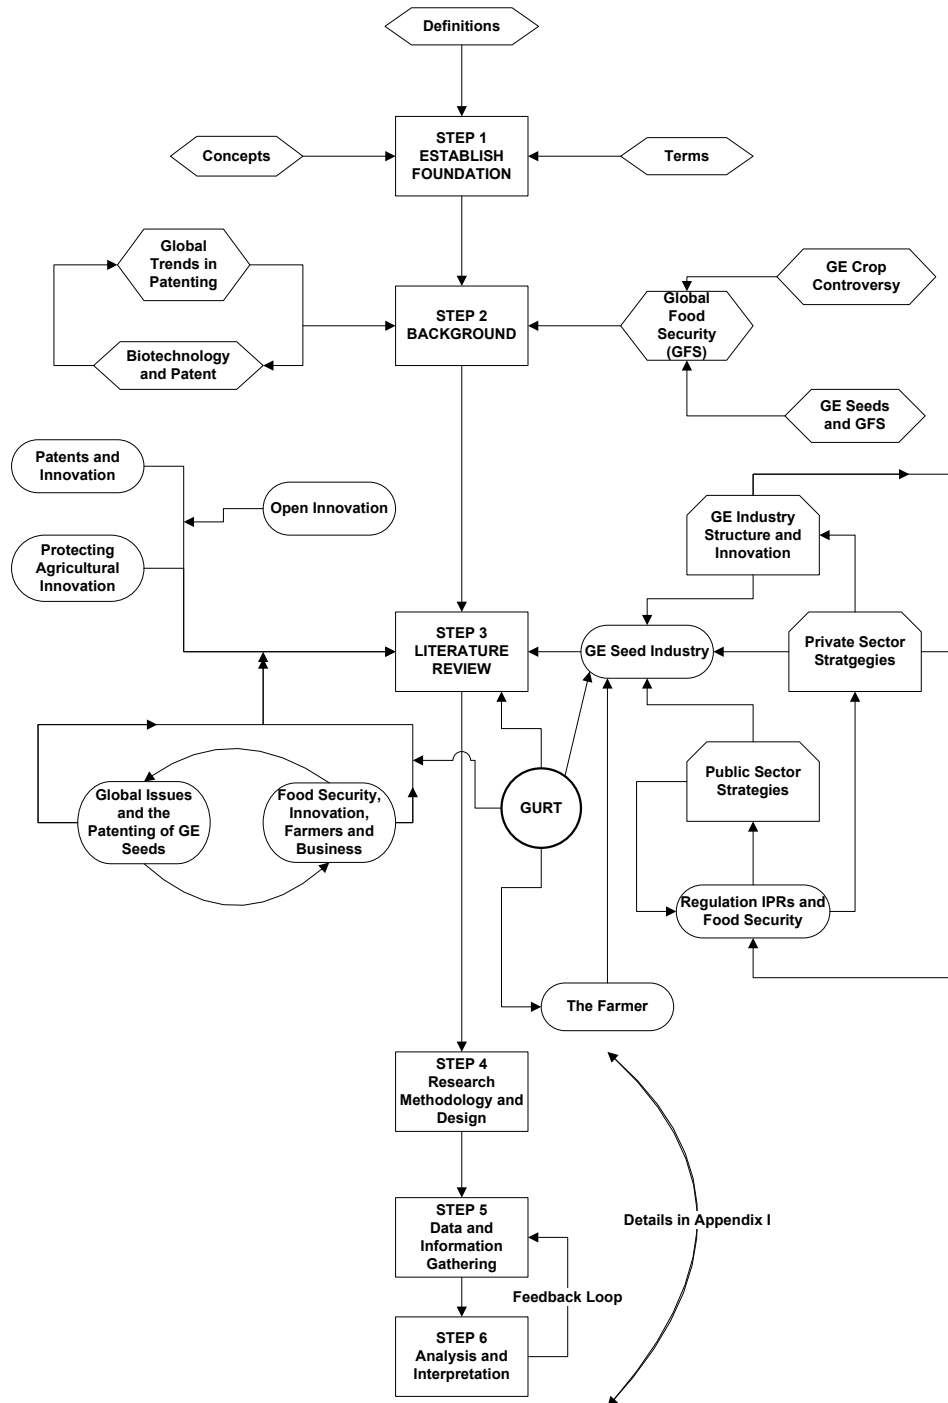 Definitions
STEP 1
ESTABLISH
FOUNDATION
Concepts
Terms
Global
Trends in
Patenting
GE Crop
Controversy
STEP 2
BACKGROUND
Global
Food
Security
(GFS)
Biotechnology
and Patent
GE Seeds
and GFS
Patents and
Innovation
Open Innovation
GE Industry
Structure and
Innovation
Protecting
Agricultural
Innovation
STEP 3
LITERATURE
REVIEW
GE Seed Industry
Private Sector
Stratgegies
Public Sector
Strategies
Global Issues
and the
Patenting of GE
Seeds
Food Security,
Innovation,
Farmers and
Business
GURT
Regulation IPRs and
Food Security
The Farmer
STEP 4
Research
Methodology and
Design
STEP 5
Data and
Information
Gathering
Details in Appendix I
Feedback Loop
STEP 6
Analysis and
Interpretation